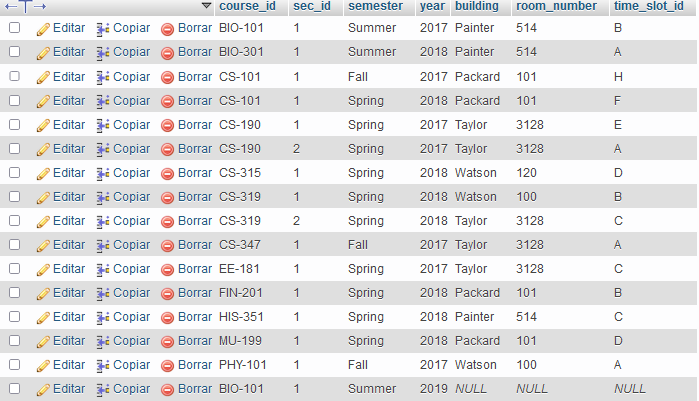 course_id sec_id semester year building room_number time_slot_id
Editar Copiar Borrar BIO-101 1 Summer 2017 Painter 514 B
Editar Copiar Borrar BIO-301 1 Summer 2018 Painter 514 A
Editar Copiar Borrar CS-101 1 Fall 2017 Packard 101 H
Editar Copiar Borrar CS-101 1 Spring 2018 Packard 101 F
Editar Copiar Borrar CS-190 1 Spring 2017 Taylor 3128 E
Editar Copiar Borrar CS-190 2 Spring 2017 Taylor 3128 A
Editar Copiar Borrar CS-315 1 Spring 2018 Watson 120 D
Editar Copiar Borrar CS-319 1 Spring 2018 Watson 100 B
Editar Copiar Borrar CS-319 2 Spring 2018 Taylor 3128 C
Editar Copiar Borrar CS-347 1 Fall 2017 Taylor 3128 A
Editar Copiar Borrar EE-181 1 Spring 2017 Taylor 3128 C
Editar Copiar Borrar FIN-201 1 Spring 2018 Packard 101 B
Editar Copiar Borrar HIS-351 1 Spring 2018 Painter 514 C
Editar Copiar Borrar MU-199 1 Spring 2018 Packard 101 D
Editar Copiar Borrar PHY-101 1 Fall 2017 Watson 100 A
Editar Copiar Borrar BIO-101 1 Summer 2019 NULL NULL NULL